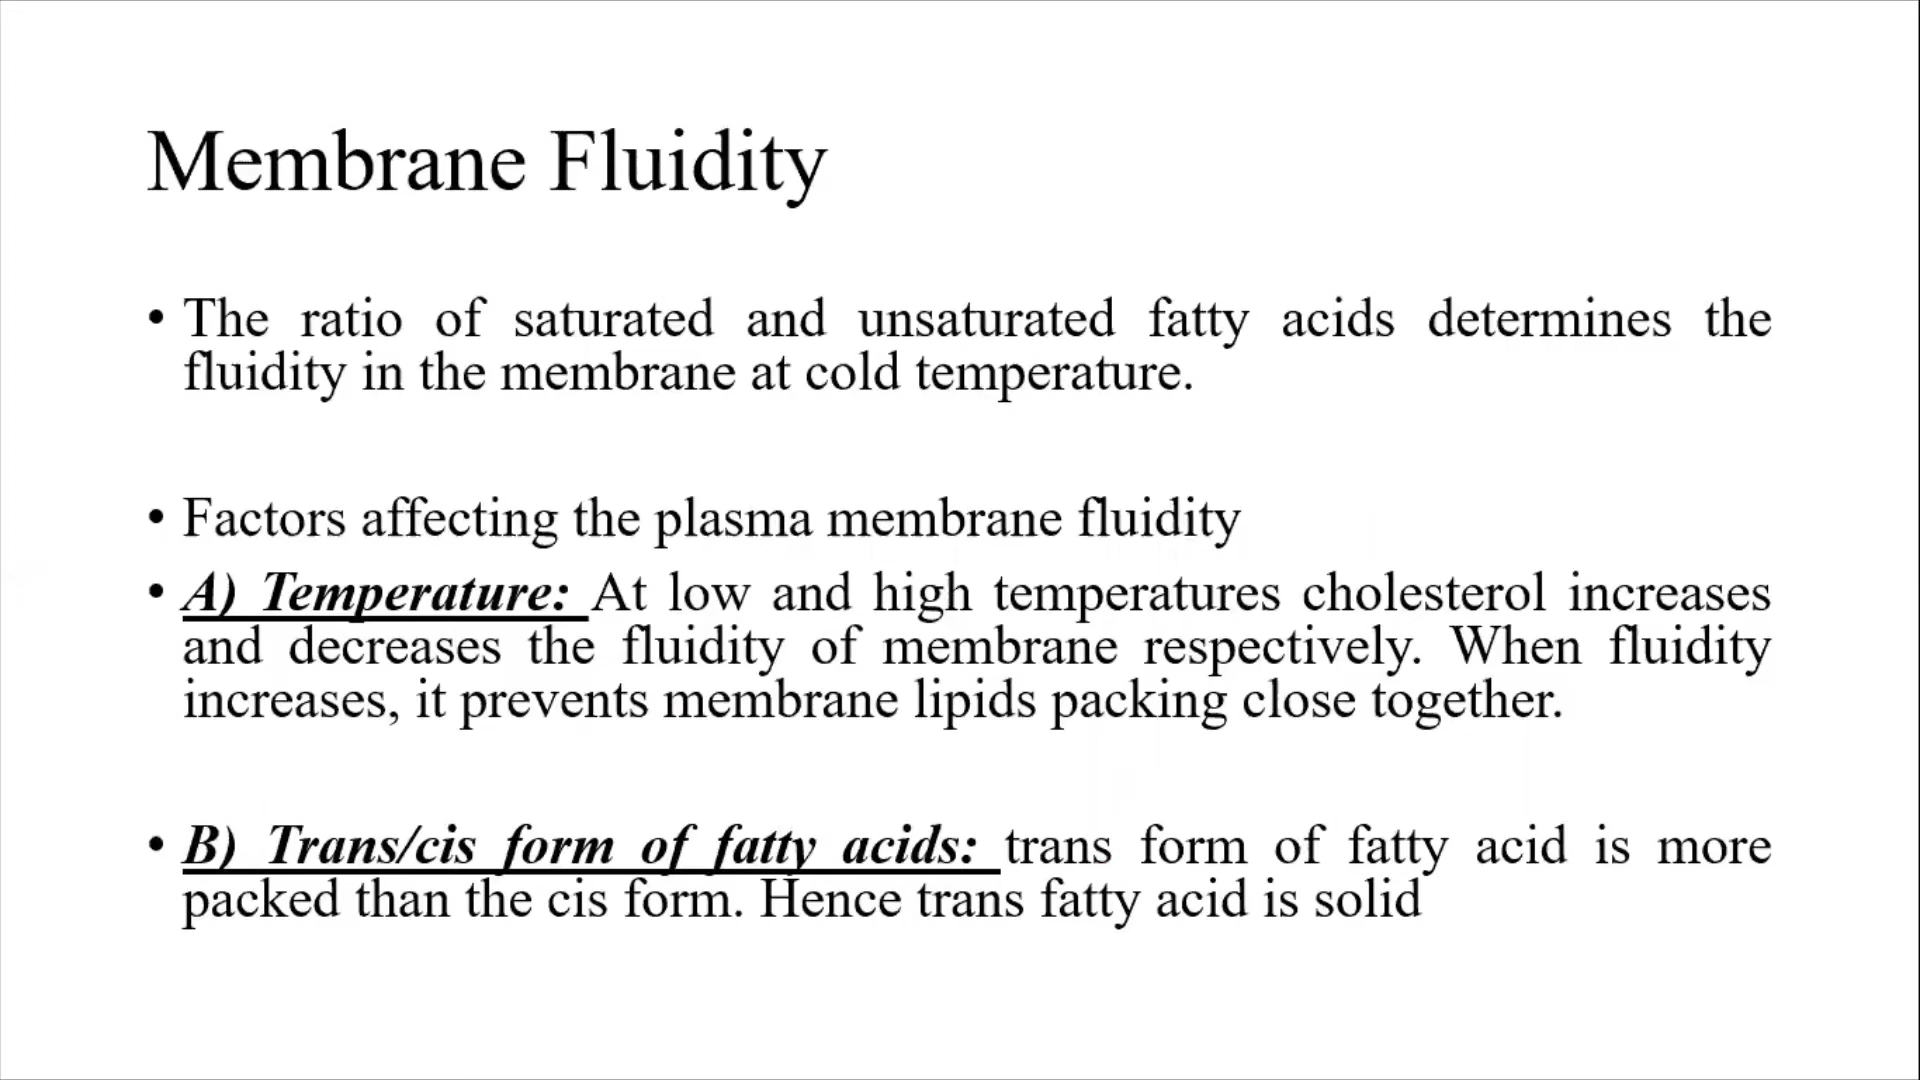 Membrane Fluidity
• The ratio of saturated and unsaturated fatty acids determines the
fluidity in the membrane at cold temperature.
• Factors affecting the plasma membrane fluidity
• A) Temperature: At low and high temperatures cholesterol increases
and decreases the fluidity of membrane respectively. When fluidity
increases, it prevents membrane lipids packing close together.
• B) Trans/cis form of fatty acids: trans form of fatty acid is more
packed than the cis form. Hence trans fatty acid is solid